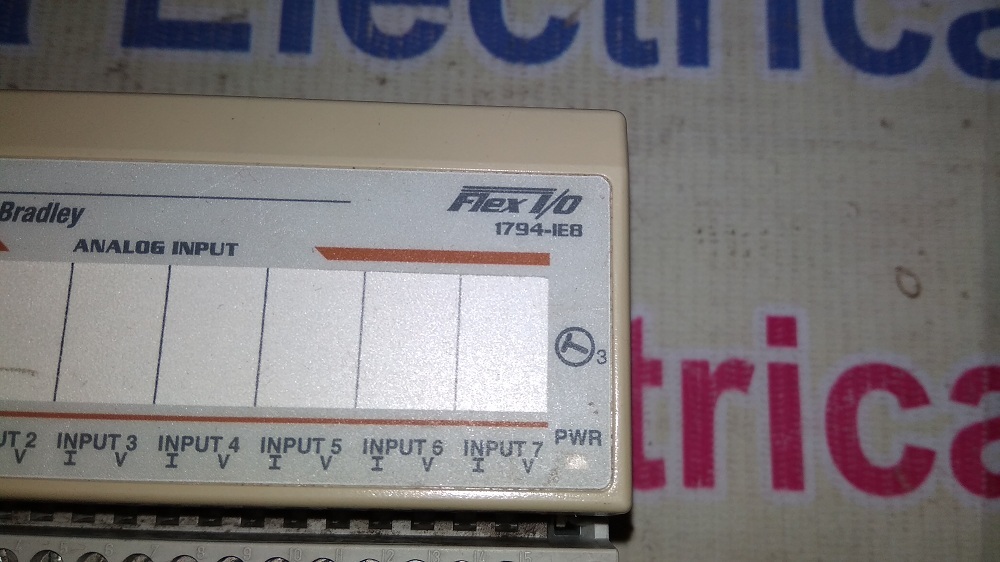 Electrica
Bradley
Flex I/O
1794-IE8
ANALOG INPUT
3
trica
UT 2 INPUT 3 INPUT 4 INPUT 5 INPUT 6 INPUT 7 PWR
V I V I V I V I V I V